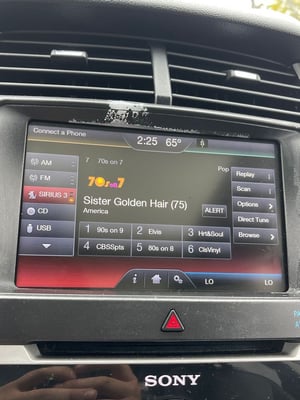 Connect a Phone
2:25 65°
AM
FM
SIRIUS 3
CD
USB
7 70s on 7
Pop
70s on 7
Sister Golden Hair (75)
America
ALERT
1 90s on 9 2 Elvis 3 Hrt&Soul
4 CBSSpts 5 80s on 8 6 ClsVinyl
Replay
Scan
Options
Direct Tune
Browse
LO LO
SONY